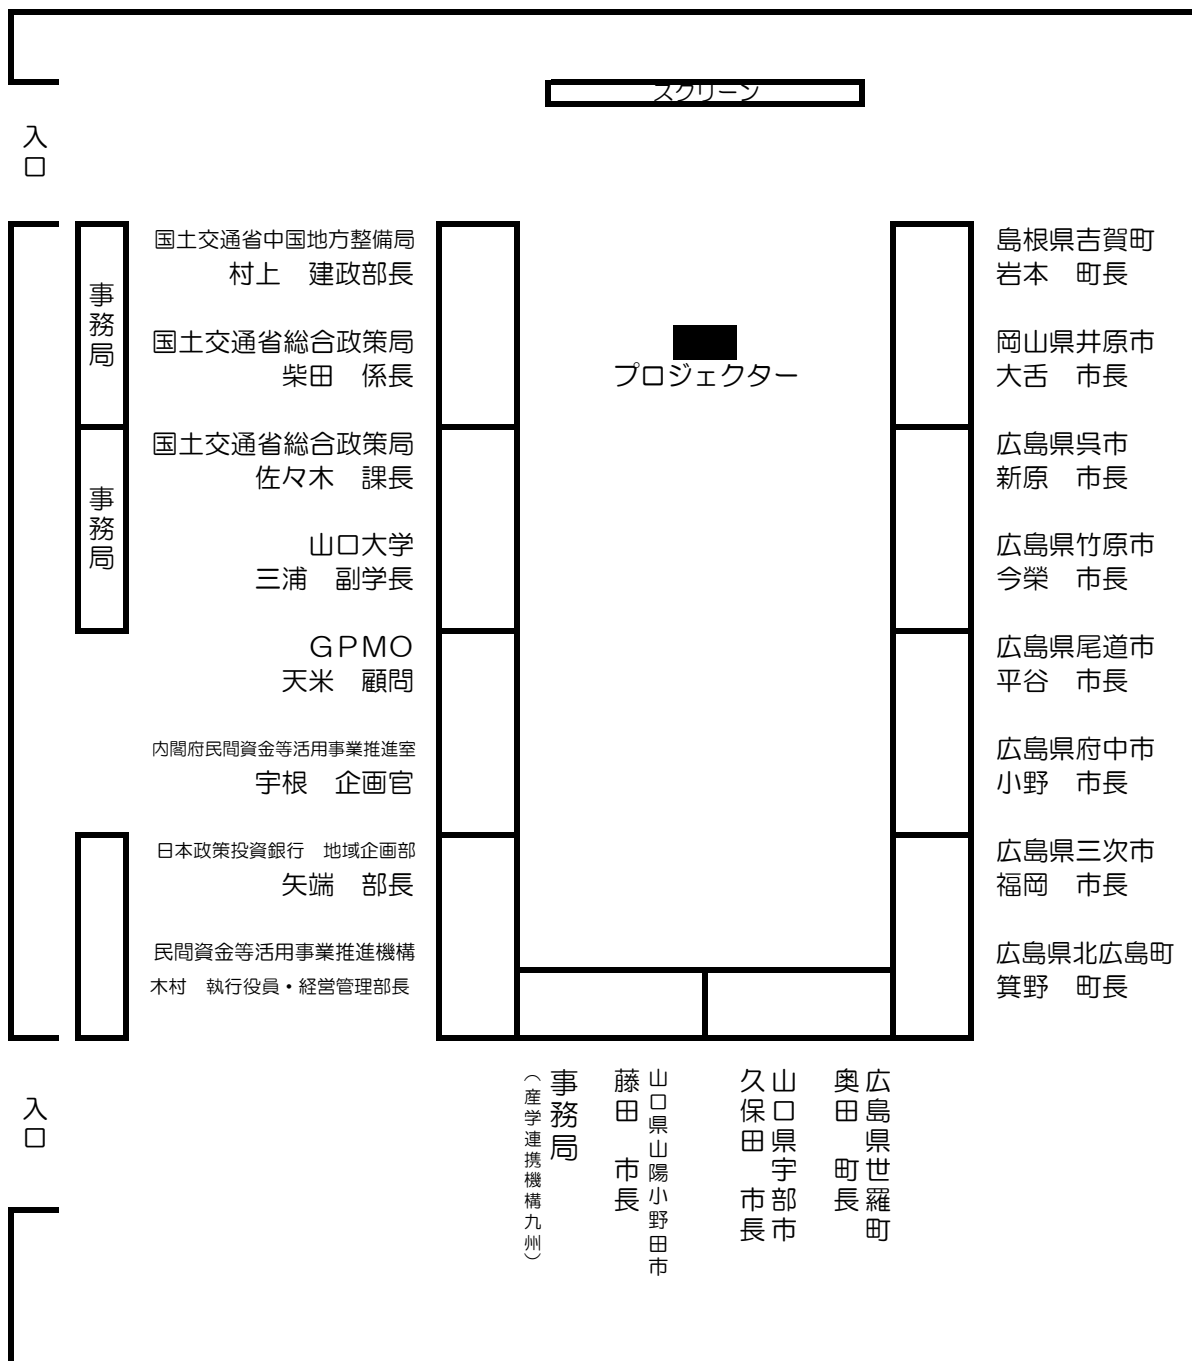 スクリーン
入口
事務局
事務局
国土交通省中国地方整備局
村上　建政部長
国土交通省総合政策局
柴田　係長
国土交通省総合政策局
佐々木　課長
山口大学
三浦　副学長
ＧＰＭＯ
天米　顧問
内閣府民間資金等活用事業推進室
宇根　企画官
日本政策投資銀行　地域企画部
矢端　部長
民間資金等活用事業推進機構
木村　執行役員・経営管理部長
プロジェクター
島根県吉賀町
岩本　町長
岡山県井原市
大舌　市長
広島県呉市
新原　市長
広島県竹原市
今榮　市長
広島県尾道市
平谷　市長
広島県府中市
小野　市長
広島県三次市
福岡　市長
広島県北広島町
箕野　町長
広島県世羅町
奥田　町長
山口県宇部市
久保田　市長
山口県山陽小野田市
藤田　市長
事務局
（産学連携機構九州）
入口